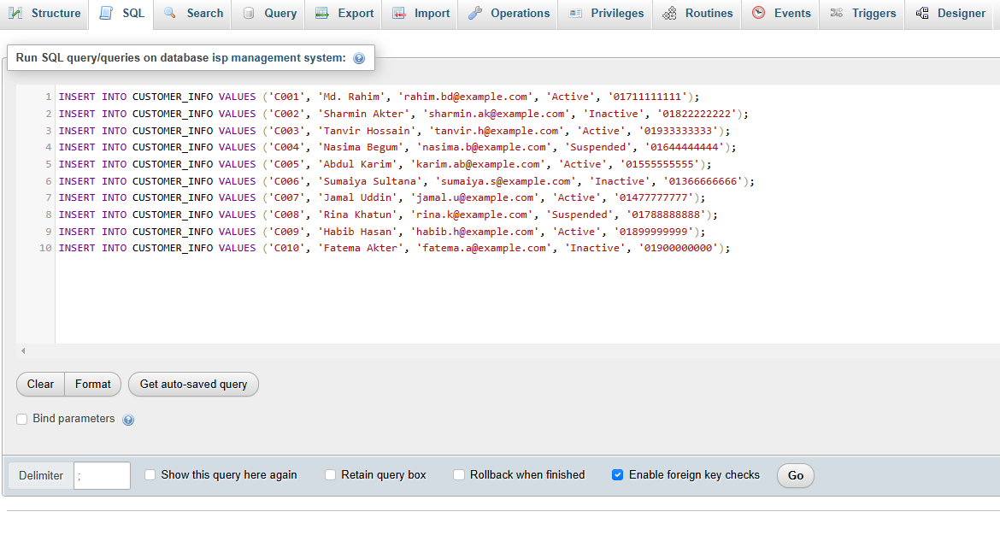 Structure SQL Search Query Export Import Operations Privileges Routines Events Triggers Designer
Run SQL query/queries on database isp management system:
1 INSERT INTO CUSTOMER_INFO VALUES ('C001', 'Md. Rahim', 'rahim.bd@example.com', 'Active', '01711111111');
2 INSERT INTO CUSTOMER_INFO VALUES ('C002', 'Sharmin Akter', 'sharmin.ak@example.com', 'Inactive', '01822222222');
3 INSERT INTO CUSTOMER_INFO VALUES ('C003', 'Tanvir Hossain', 'tanvir.h@example.com', 'Active', '01933333333');
4 INSERT INTO CUSTOMER_INFO VALUES ('C004', 'Nasima Begum', 'nasima.b@example.com', 'Suspended', '01644444444');
5 INSERT INTO CUSTOMER_INFO VALUES ('C005', 'Abdul Karim', 'karim.ab@example.com', 'Active', '01555555555');
6 INSERT INTO CUSTOMER_INFO VALUES ('C006', 'Sumaiya Sultana', 'sumaiya.s@example.com', 'Inactive', '01366666666');
7 INSERT INTO CUSTOMER_INFO VALUES ('C007', 'Jamal Uddin', 'jamal.u@example.com', 'Active', '01477777777');
8 INSERT INTO CUSTOMER_INFO VALUES ('C008', 'Rina Khatun', 'rina.k@example.com', 'Suspended', '01788888888');
9 INSERT INTO CUSTOMER_INFO VALUES ('C009', 'Habib Hasan', 'habib.h@example.com', 'Active', '01899999999');
10 INSERT INTO CUSTOMER_INFO VALUES ('C010', 'Fatema Akter', 'fatema.a@example.com', 'Inactive', '01900000000');
Clear Format Get auto-saved query
Bind parameters
Delimiter ; Show this query here again Retain query box Rollback when finished Enable foreign key checks Go